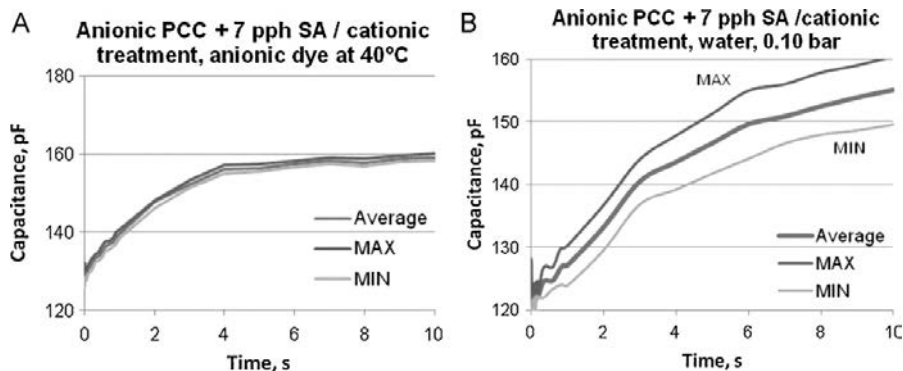 A
Anionic PCC + 7 pph SA / cationic
treatment, anionic dye at 40°C
180
160
140
120
Capacitance, pF
0
2
4
6
8
10
Time, s
Average
MAX
MIN
B
Anionic PCC + 7 pph SA /cationic
treatment, water, 0.10 bar
160
150
140
130
120
Capacitance, pF
0
2
4
6
8
10
Time, s
MAX
MIN
Average
MAX
MIN